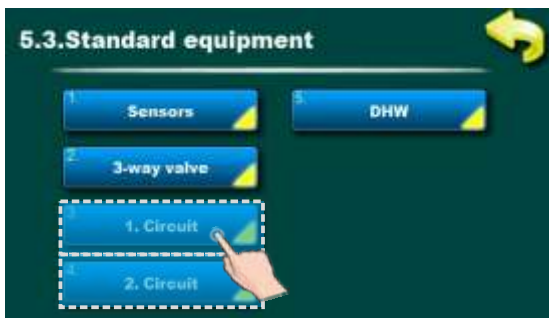 5.3.Standard equipment
1. Sensors
5. DHW
2. 3-way valve
3. 1. Circuit
4. 2. Circuit